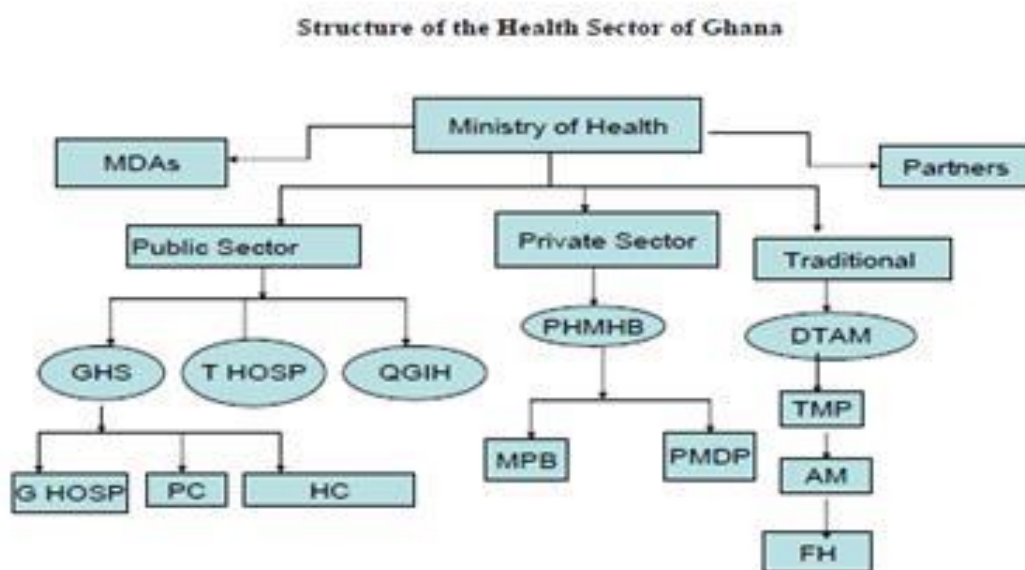 Structure of the Health Sector of Ghana
Ministry of Health
MDAs
Partners
Public Sector
Private Sector
Traditional
GHS
T HOSP
QGIH
PHMHB
DTAM
TMP
G HOSP
PC
HC
MPB
PMDP
AM
FH